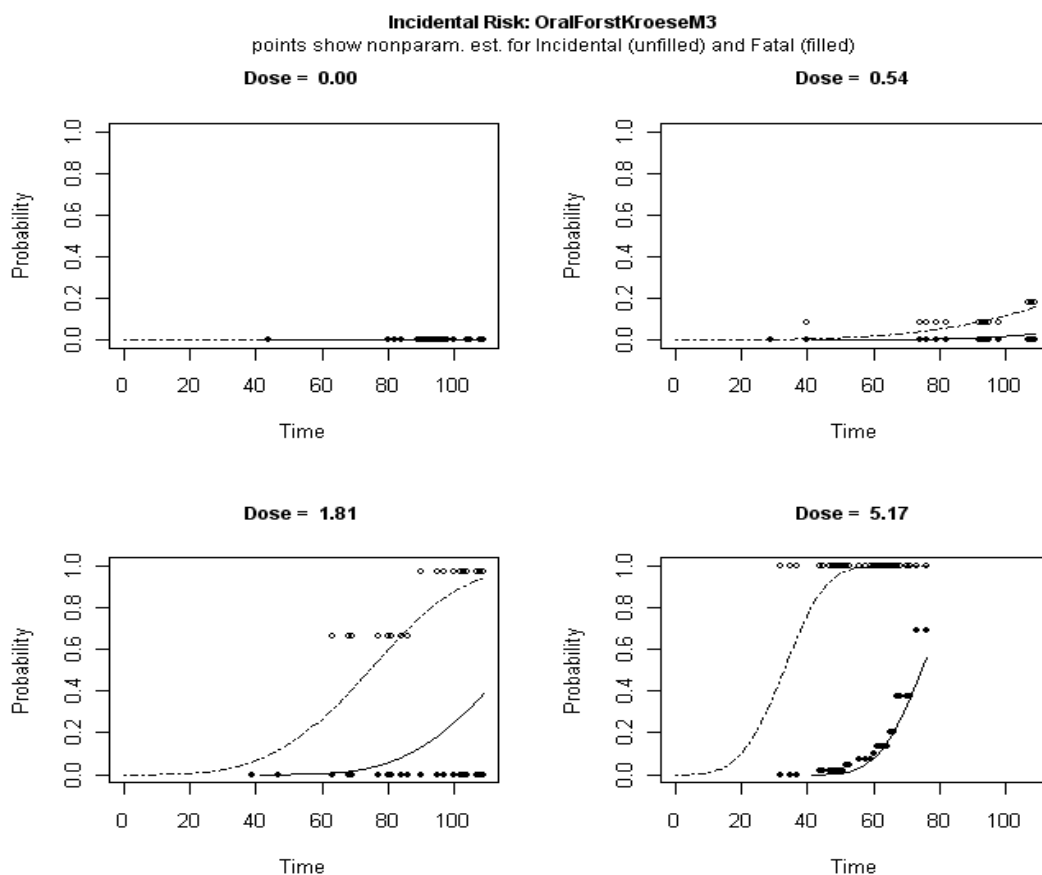 Incidental Risk: OralForstKroeseM3
points show nonparam. est. for Incidental (unfilled) and Fatal (filled)
Dose = 0.00
Probability
0.0 0.2 0.4 0.6 0.8 1.0
0 20 40 60 80 100
Time
Dose = 0.54
Probability
0.0 0.2 0.4 0.6 0.8 1.0
0 20 40 60 80 100
Time
Dose = 1.81
Probability
0.0 0.2 0.4 0.6 0.8 1.0
0 20 40 60 80 100
Time
Dose = 5.17
Probability
0.0 0.2 0.4 0.6 0.8 1.0
0 20 40 60 80 100
Time